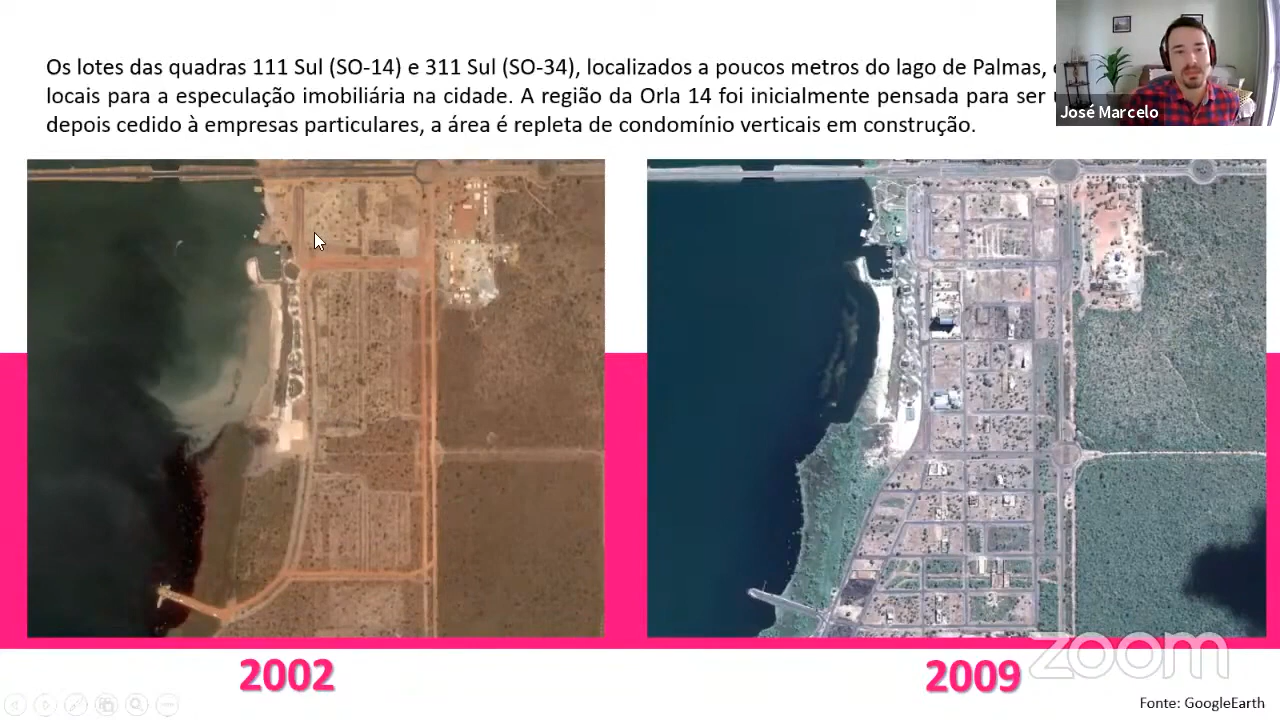 Os lotes das quadras 111 Sul (SO-14) e 311 Sul (SO-34), localizados a poucos metros do lago de Palmas,
locais para a especulação imobiliária na cidade. A região da Orla 14 foi inicialmente pensada para ser
depois cedido à empresas particulares, a área é repleta de condomínio verticais em construção.
José Marcelo
2002
2009
zoom
Fonte: GoogleEarth